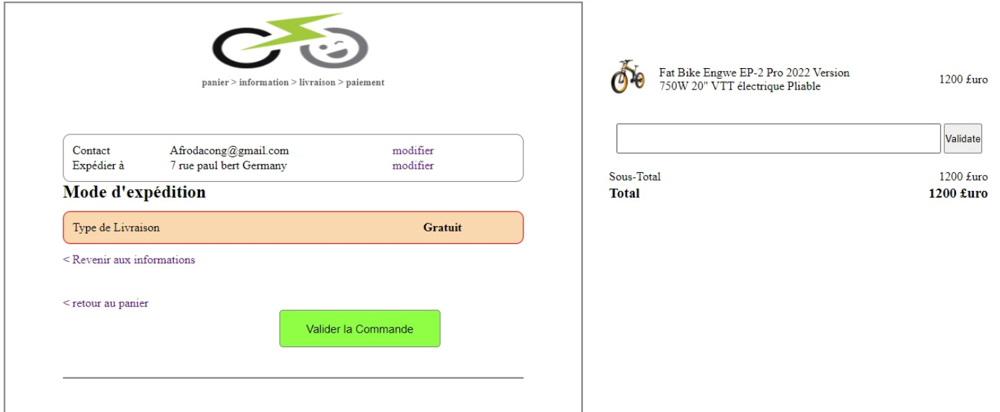 panier > information > livraison > paiement
Contact Afrodacong@gmail.com modifier
Expédier à 7 rue paul bert Germany modifier
Mode d'expédition
Type de Livraison Gratuit
< Revenir aux informations
< retour au panier
Valider la Commande
Fat Bike Engwe EP-2 Pro 2022 Version
750W 20" VTT électrique Pliable
1200 £uro
Validate
Sous-Total 1200 £uro
Total 1200 £uro